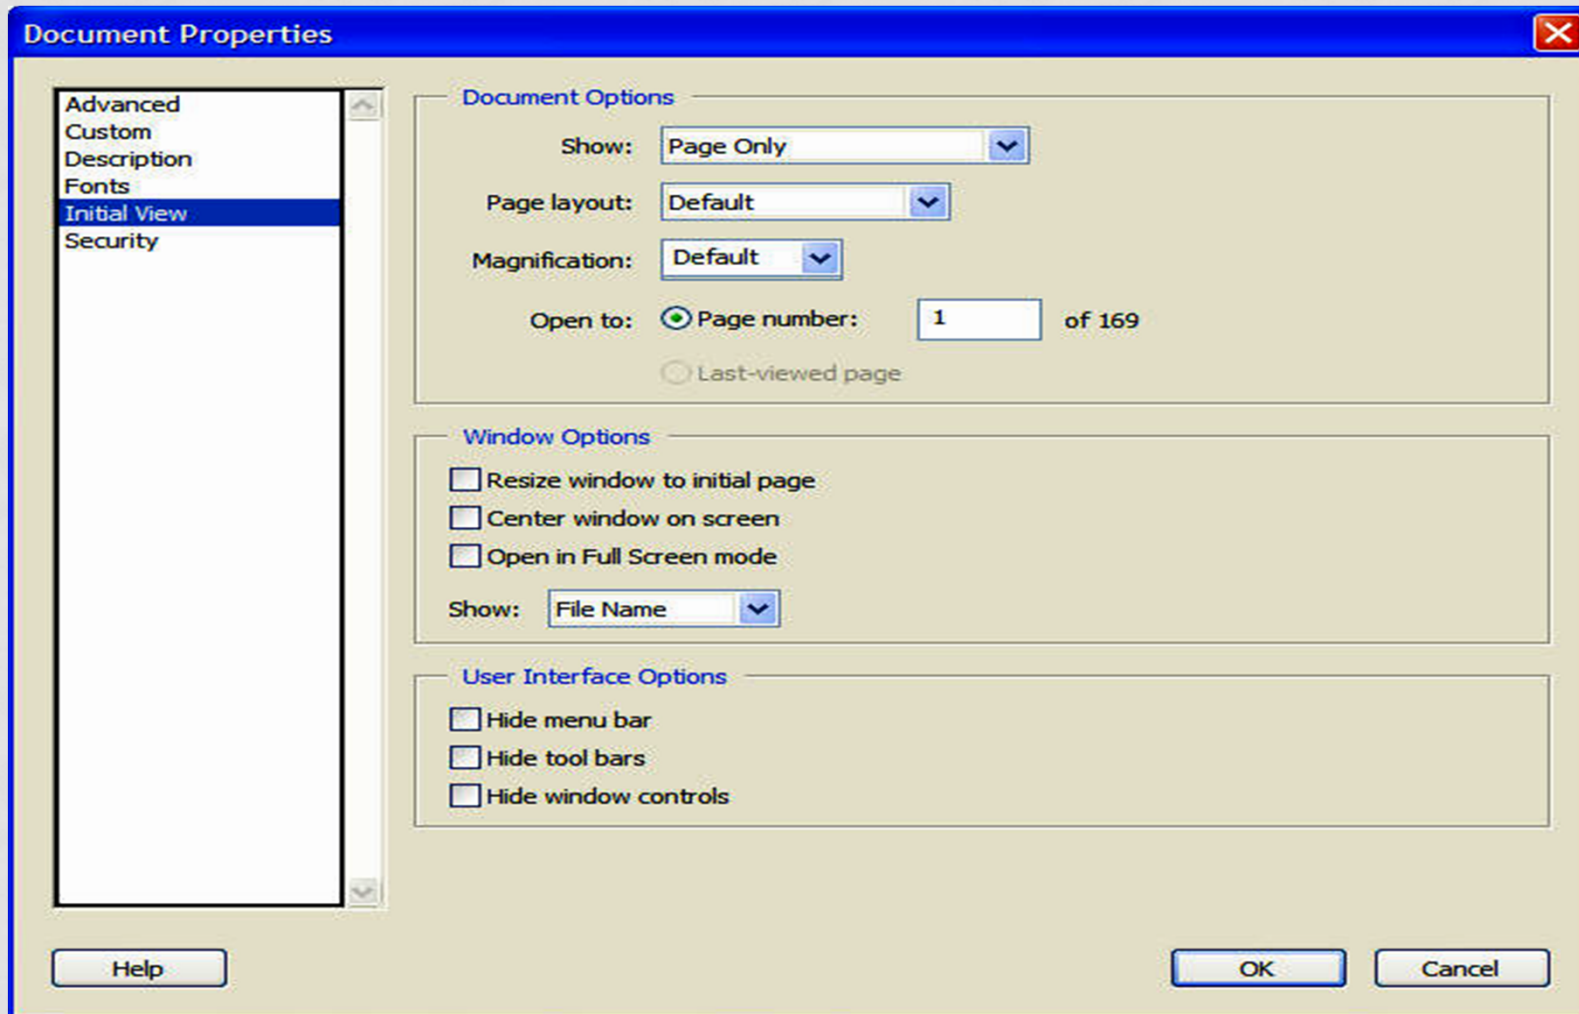 Document Properties
Advanced
Custom
Description
Fonts
Initial View
Security
Document Options
Show: Page Only
Page layout: Default
Magnification: Default
Open to: Page number: 1 of 169
Last-viewed page
Window Options
Resize window to initial page
Center window on screen
Open in Full Screen mode
Show: File Name
User Interface Options
Hide menu bar
Hide tool bars
Hide window controls
Help OK Cancel